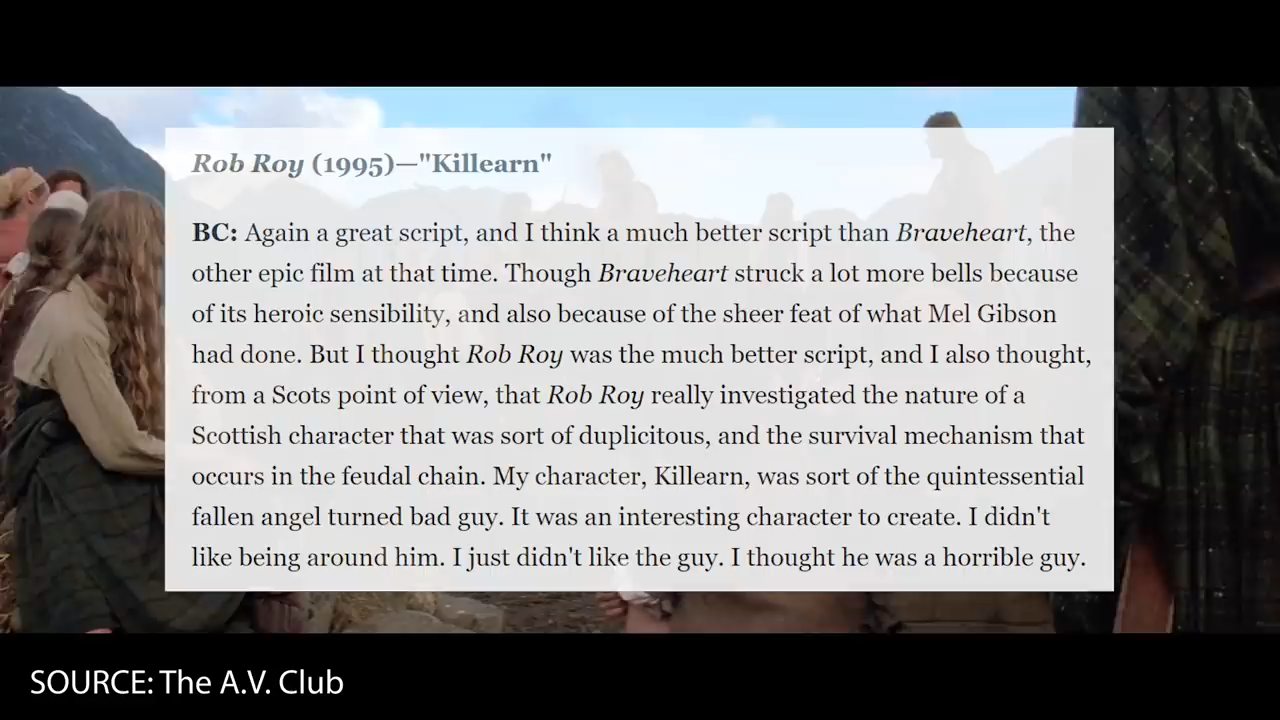 Rob Roy (1995)—"Killearn"
BC: Again a great script, and I think a much better script than Braveheart, the
other epic film at that time. Though Braveheart struck a lot more bells because
of its heroic sensibility, and also because of the sheer feat of what Mel Gibson
had done. But I thought Rob Roy was the much better script, and I also thought,
from a Scots point of view, that Rob Roy really investigated the nature of a
Scottish character that was sort of duplicitous, and the survival mechanism that
occurs in the feudal chain. My character, Killearn, was sort of the quintessential
fallen angel turned bad guy. It was an interesting character to create. I didn't
like being around him. I just didn't like the guy. I thought he was a horrible guy.
SOURCE: The A.V. Club